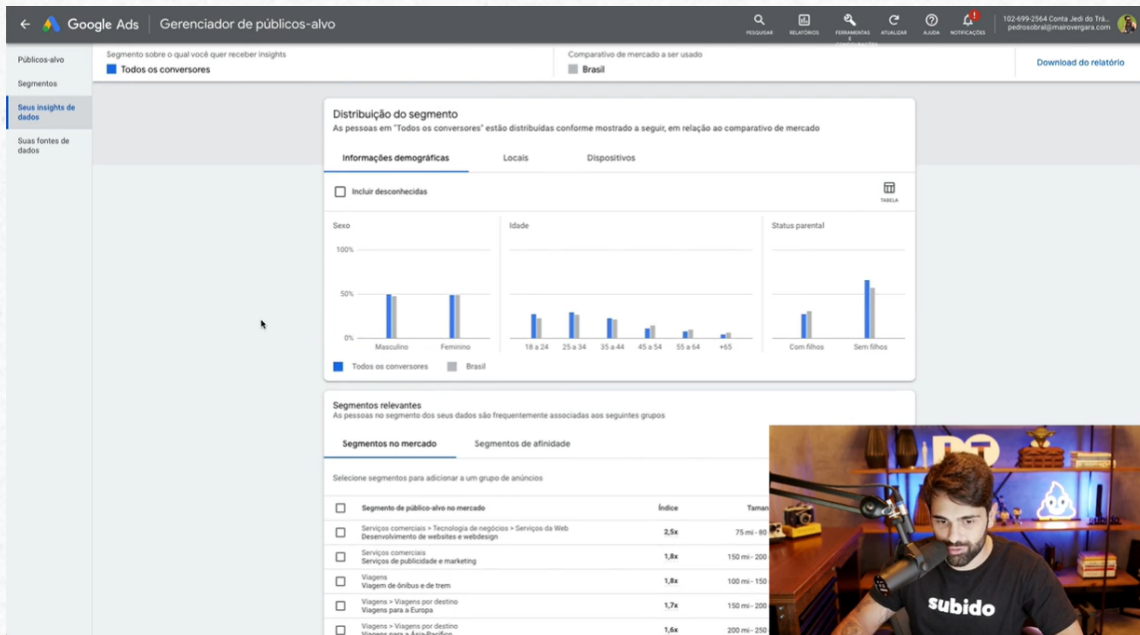 Google Ads
Gerenciador de públicos-alvo
PESQUISAR
RELATÓRIOS
FERRAMENTAS
E
ATUALIZAR
AJUDA
NOTIFICAÇÕES
102-699-2564 Conta Jedi do Trá...
pedrosobral@mairovergara.com
Públicos-alvo
Segmentos
Seus insights de
dados
Suas fontes de
dados
Segmento sobre o qual você quer receber insights
Todos os conversores
Comparativo de mercado a ser usado
Brasil
Download do relatório
Distribuição do segmento
As pessoas em "Todos os conversores" estão distribuídas conforme mostrado a seguir, em relação ao comparativo de mercado
Informações demográficas
Locais
Dispositivos
Incluir desconhecidas
TABELA
Sexo
100%
50%
0%
Masculino
Feminino
Idade
18 a 24
25 a 34
35 a 44
45 a 54
55 a 64
+65
Status parental
Com filhos
Sem filhos
Todos os conversores
Brasil
Segmentos relevantes
As pessoas no segmento dos seus dados são frequentemente associadas aos seguintes grupos
Segmentos no mercado
Segmentos de afinidade
Selecione segmentos para adicionar a um grupo de anúncios
Segmento de público-alvo no mercado
Índice
Taman
Serviços comerciais > Tecnologia de negócios > Serviços da Web
Desenvolvimento de websites e webdesign
2,5x
75 mi - 80
Serviços comerciais
Serviços de publicidade e marketing
1,8x
150 mi - 200
Viagens
Viagem de ônibus e de trem
1,8x
100 mi - 150
Viagens > Viagens por destino
Viagens para a Europa
1,7x
150 mi - 200
Viagens > Viagens por destino
Viagens para a Ásia-Pacífico
1,6x
200 mi - 250
subido
subido